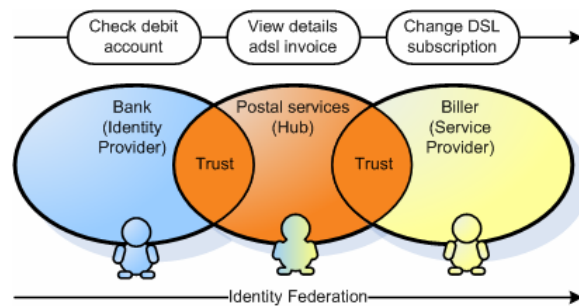 Check debit
account
View details
adsl invoice
Change DSL
subscription
Bank
(Identity
Provider)
Postal services
(Hub)
Biller
(Service
Provider)
Trust
Trust
Identity Federation